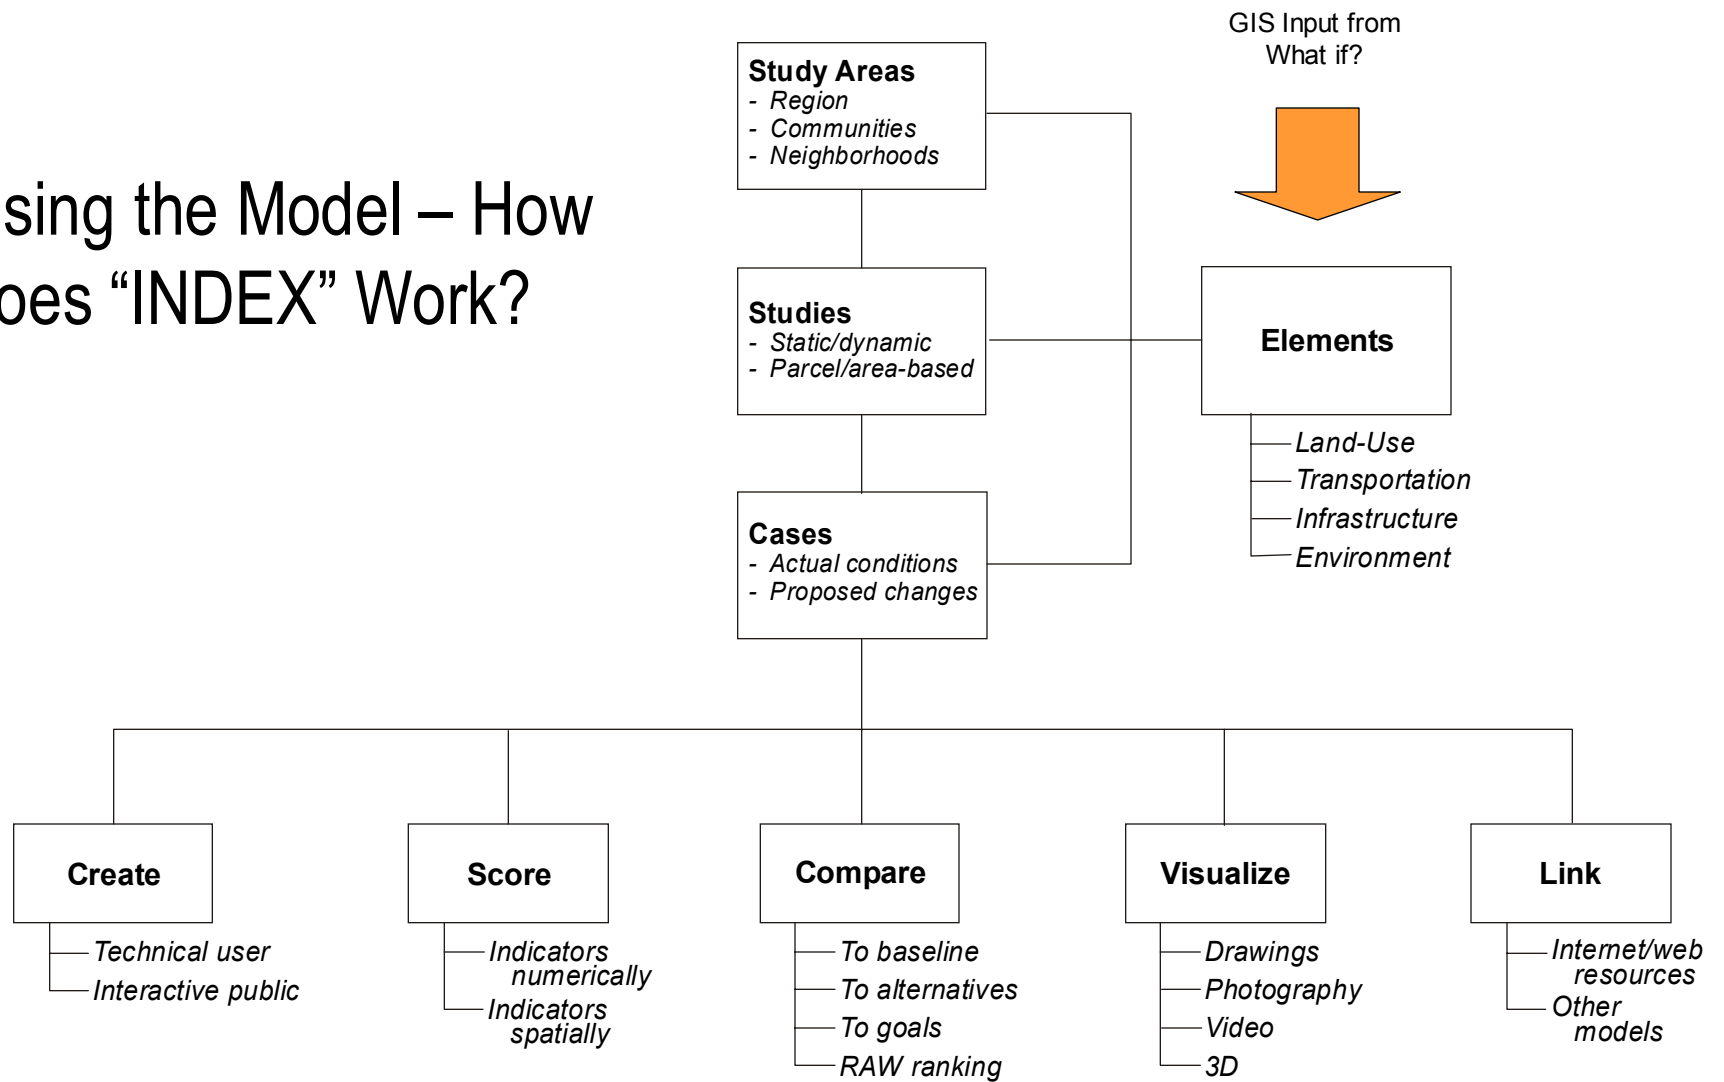 sing the Model – How
oes “INDEX” Work?
GIS Input from
What if?
Study Areas
- Region
- Communities
- Neighborhoods
Studies
- Static/dynamic
- Parcel/area-based
Elements
Land-Use
Transportation
Infrastructure
Environment
Cases
- Actual conditions
- Proposed changes
Create
Technical user
Interactive public
Score
Indicators
numerically
Indicators
spatially
Compare
To baseline
To alternatives
To goals
RAW ranking
Visualize
Drawings
Photography
Video
3D
Link
Internet/web
resources
Other
models